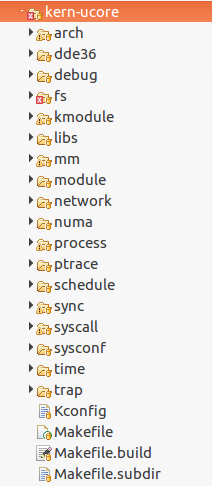 kern-ucore
arch
dde36
debug
fs
kmodule
libs
mm
module
network
numa
process
ptrace
schedule
sync
syscall
sysconf
time
trap
Kconfig
Makefile
Makefile.build
Makefile.subdir